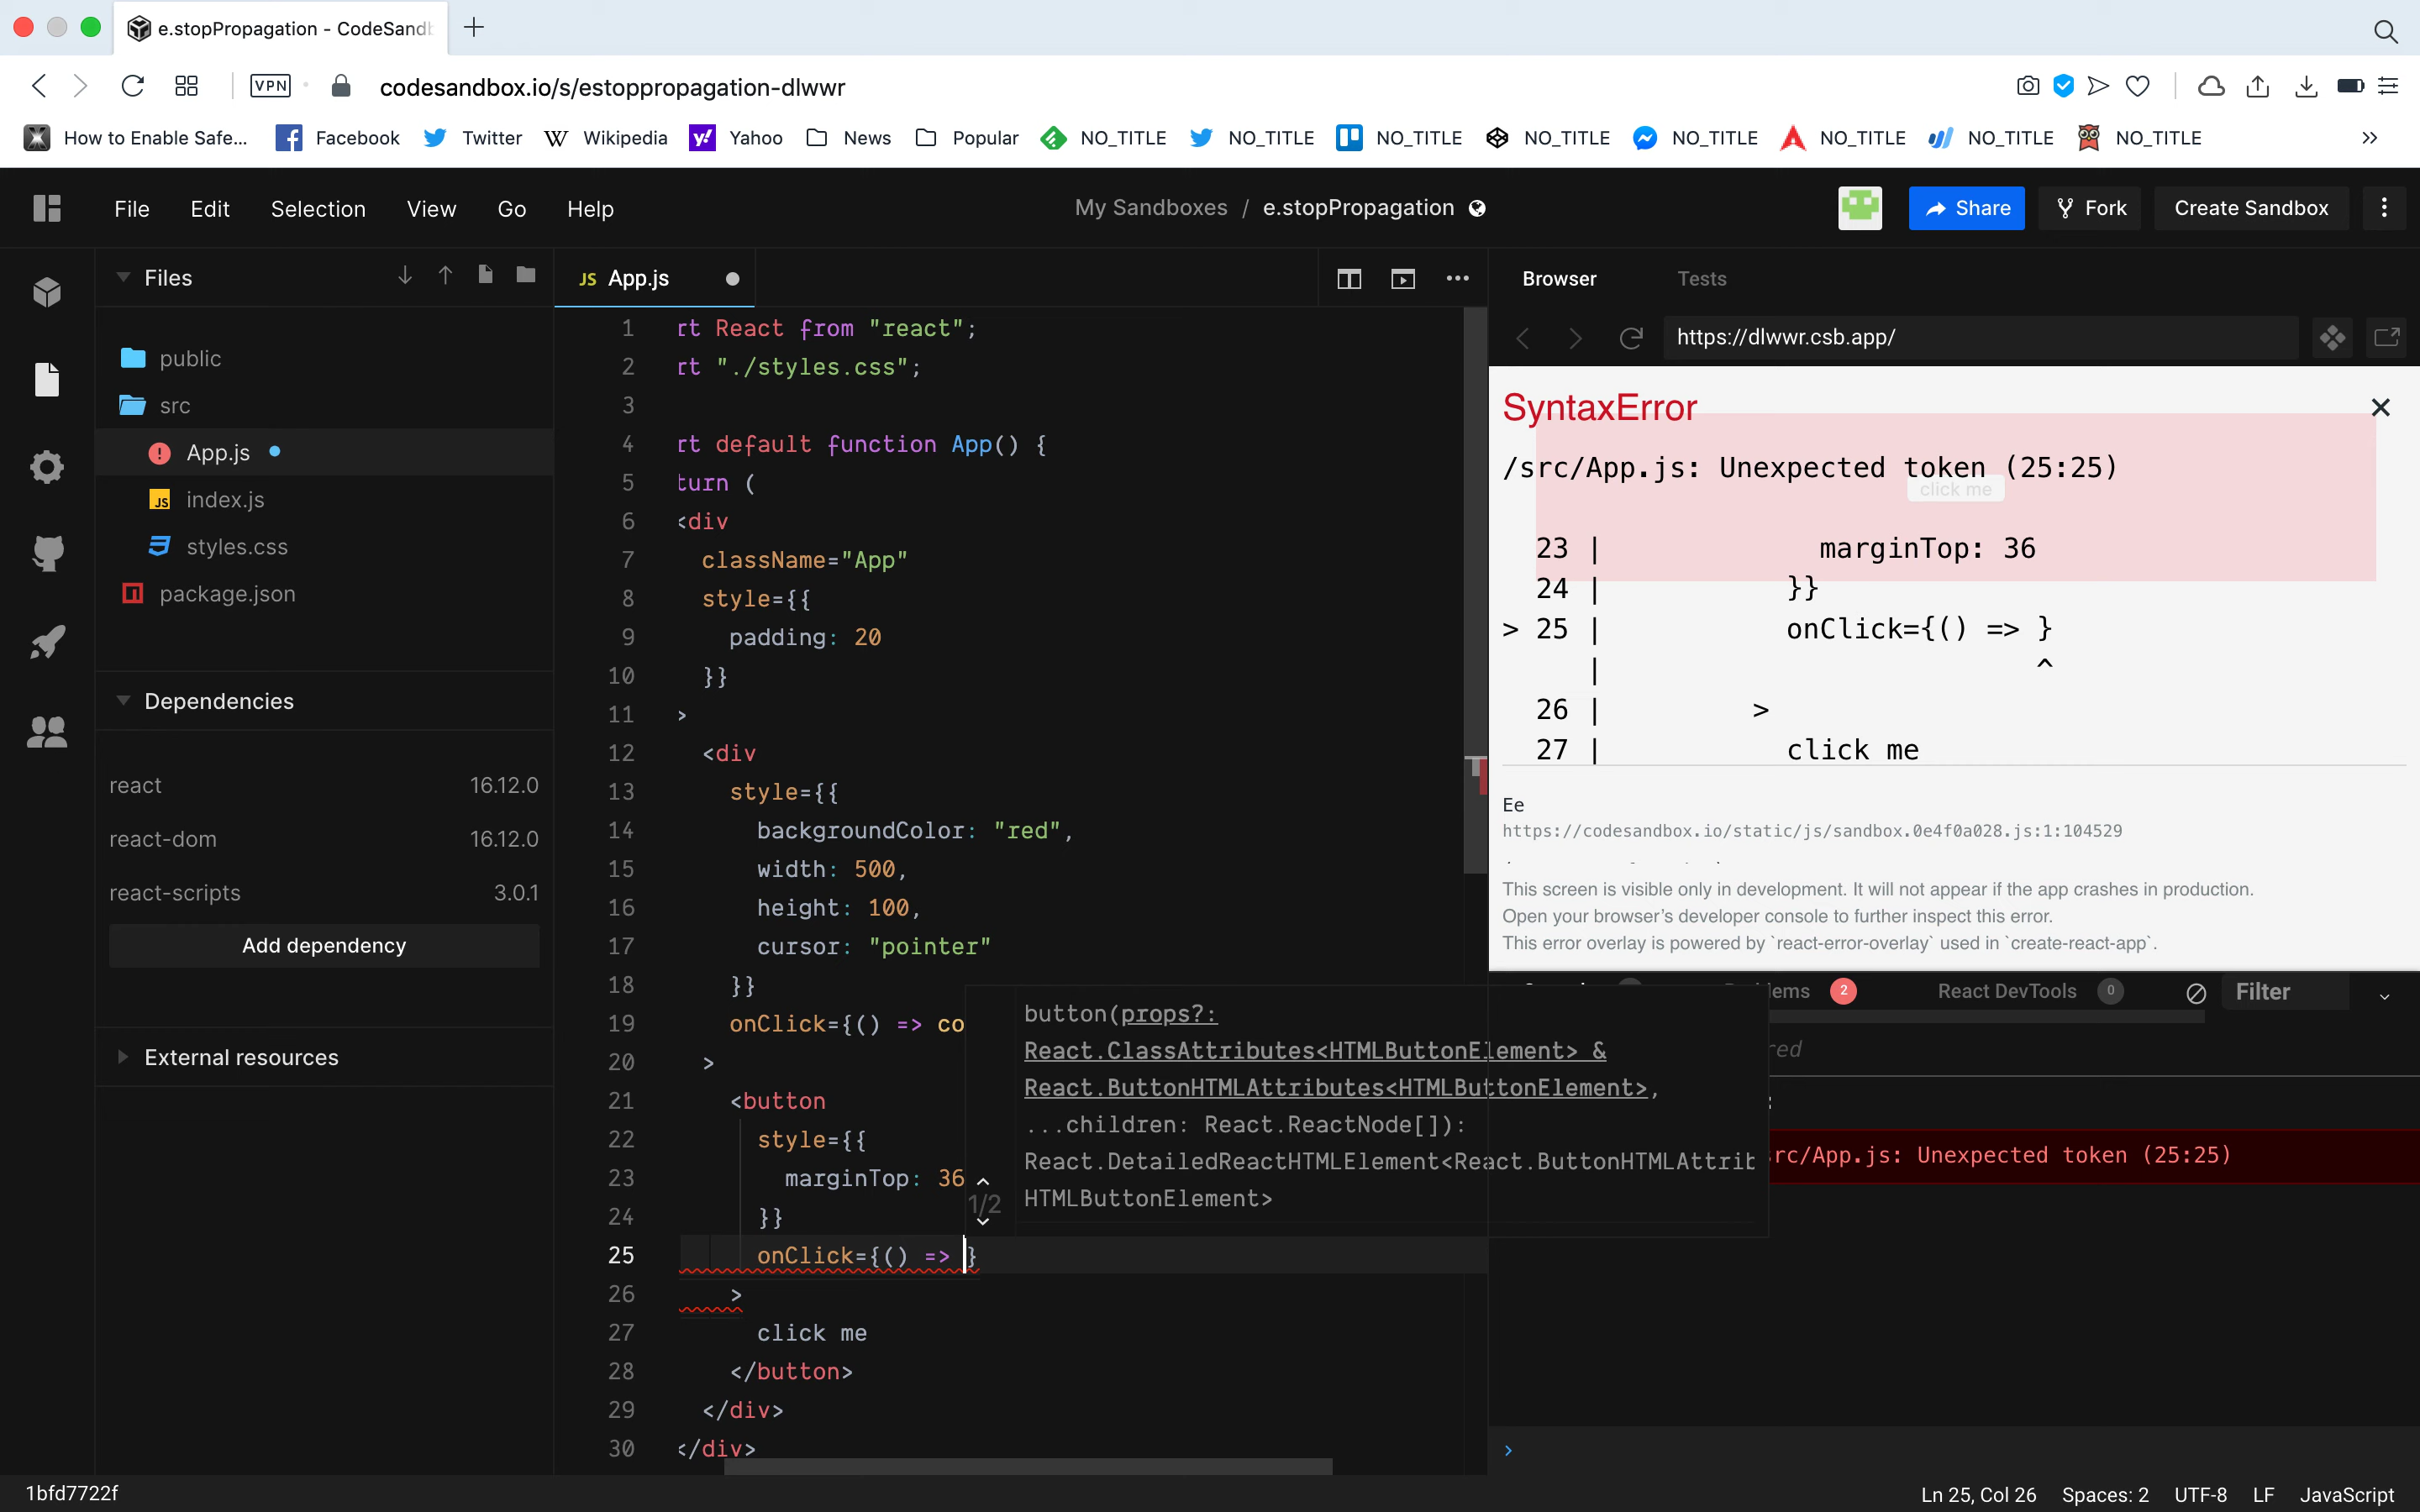 e.stopPropagation - CodeSandb
VPN
codesandbox.io/s/estoppropagation-dlwwr
How to Enable Safe...
Facebook
Twitter
Wikipedia
Yahoo
News
Popular
NO_TITLE
NO_TITLE
NO_TITLE
NO_TITLE
NO_TITLE
NO_TITLE
NO_TITLE
NO_TITLE
File Edit Selection View Go Help
My Sandboxes / e.stopPropagation
Share
Fork
Create Sandbox
Files
public
src
App.js
index.js
styles.css
package.json
Dependencies
react 16.12.0
react-dom 16.12.0
react-scripts 3.0.1
Add dependency
External resources
JS App.js
1 rt React from "react";
2 rt "./styles.css";
3
4 rt default function App() {
5 turn (
6 <div
7 className="App"
8 style={{
9 padding: 20
10 }}
11 >
12 <div
13 style={{
14 backgroundColor: "red",
15 width: 500,
16 height: 100,
17 cursor: "pointer"
18 }}
19 onClick={() => co
20 >
21 <button
22 style={{
23 marginTop: 36
24 }}
25 onClick={() => }
26 >
27 click me
28 </button>
29 </div>
30 </div>
1/2
button(props?:
React.ClassAttributes<HTMLButtonElement> &
React.ButtonHTMLAttributes<HTMLButtonElement>,
...children: React.ReactNode[]):
React.DetailedReactHTMLElement<React.ButtonHTMLAttrib
HTMLButtonElement>
Browser Tests
https://dlwwr.csb.app/
SyntaxError
/src/App.js: Unexpected token (25:25)
click me
23 | marginTop: 36
24 | }}
> 25 | onClick={() => }
| ^
26 | >
27 | click me
Ee
https://codesandbox.io/static/js/sandbox.0e4f0a028.js:1:104529
This screen is visible only in development. It will not appear if the app crashes in production.
Open your browser’s developer console to further inspect this error.
This error overlay is powered by `react-error-overlay` used in `create-react-app`.
lems 2
React DevTools 0
Filter
red
:
rc/App.js: Unexpected token (25:25)
1bfd7722f
Ln 25, Col 26 Spaces: 2 UTF-8 LF JavaScript